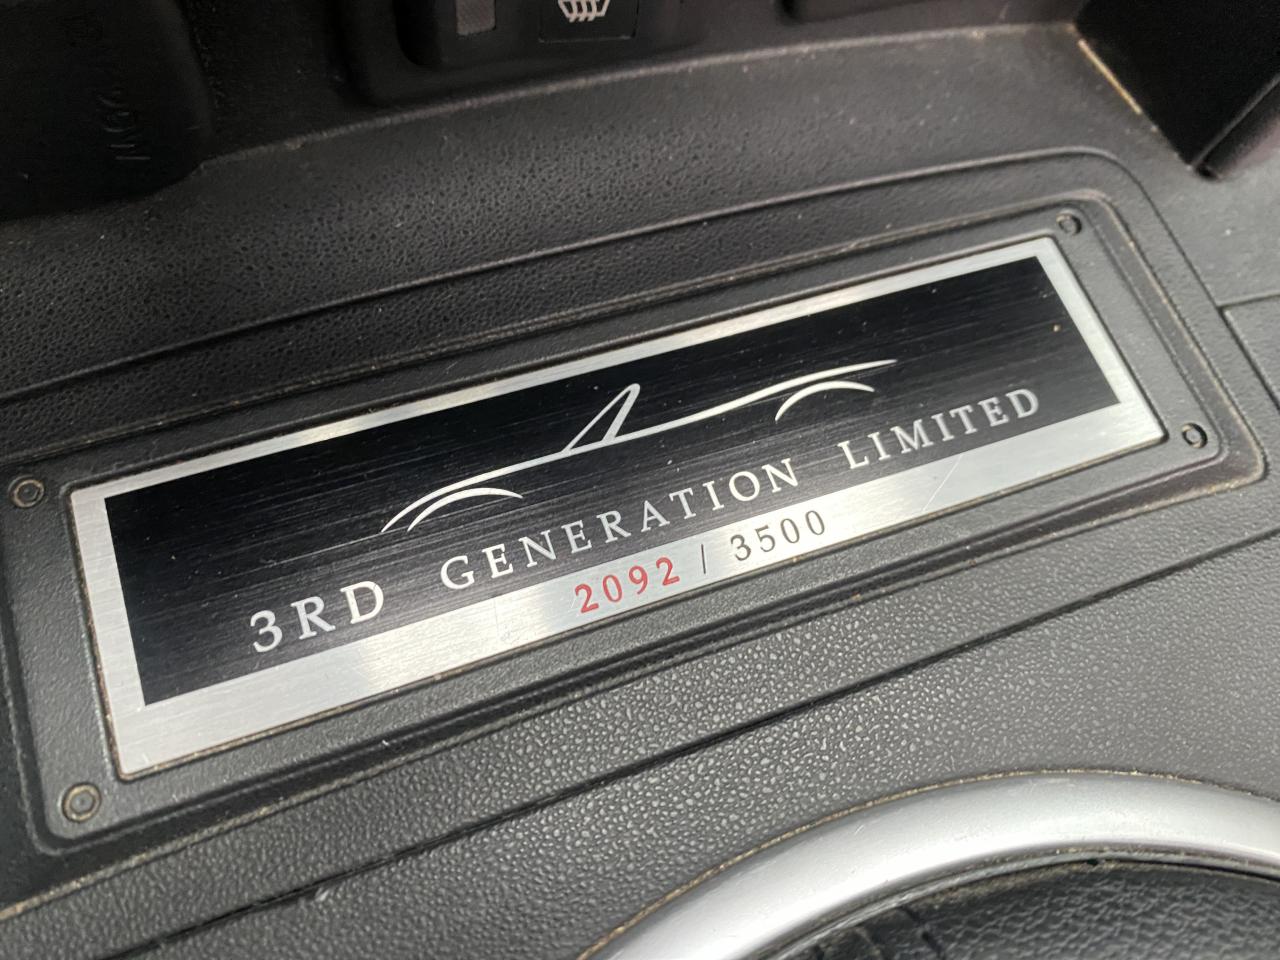 3RD GENERATION LIMITED
2092 / 3500